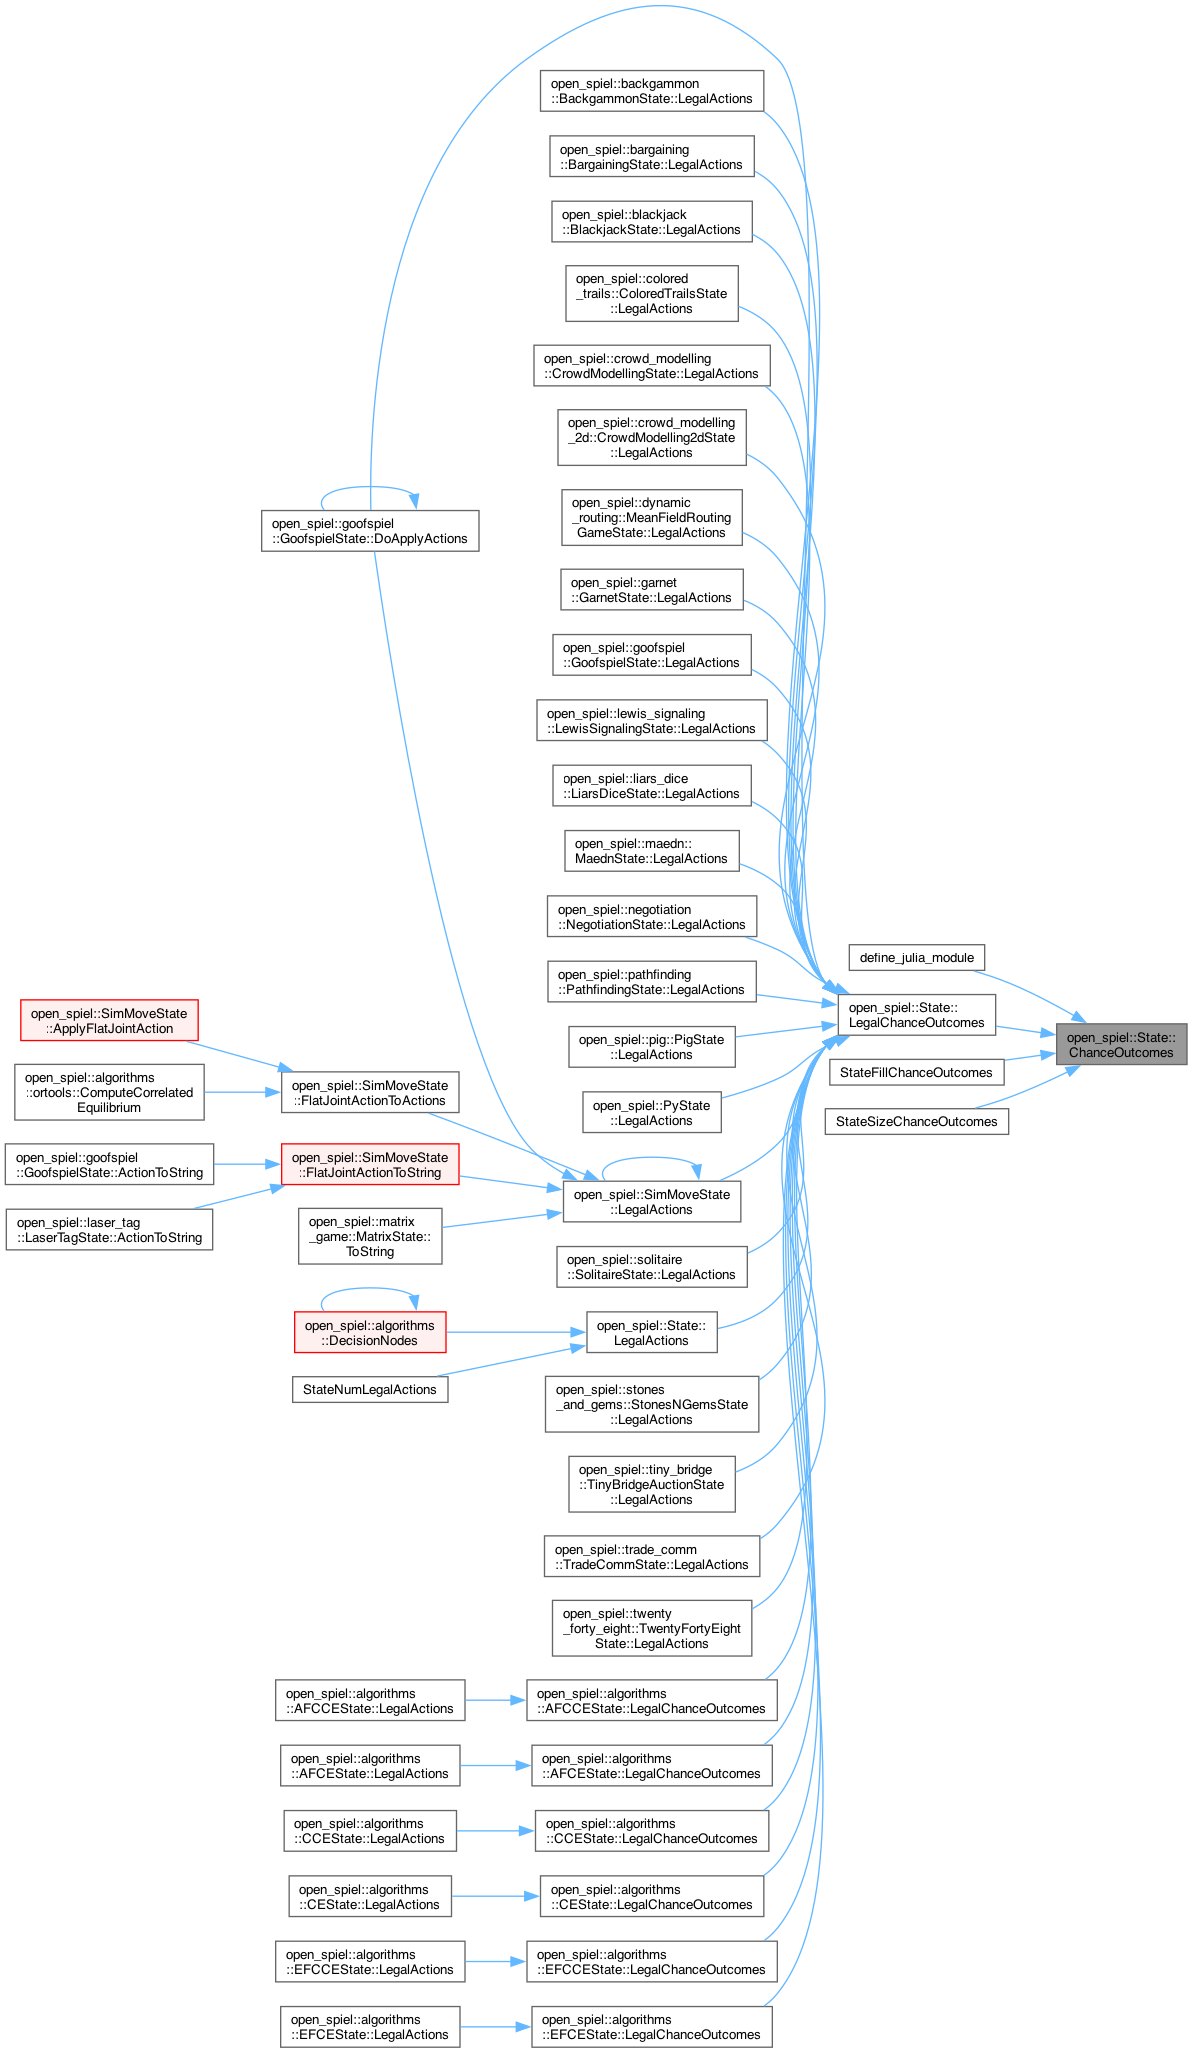 open_spiel::backgammon
::BackgammonState::LegalActions
open_spiel::bargaining
::BargainingState::LegalActions
open_spiel::blackjack
::BlackjackState::LegalActions
open_spiel::colored
_trails::ColoredTrailsState
::LegalActions
open_spiel::crowd_modelling
::CrowdModellingState::LegalActions
open_spiel::crowd_modelling
_2d::CrowdModelling2dState
::LegalActions
open_spiel::dynamic
_routing::MeanFieldRouting
GameState::LegalActions
open_spiel::goofspiel
::GoofspielState::DoApplyActions
open_spiel::garnet
::GarnetState::LegalActions
open_spiel::goofspiel
::GoofspielState::LegalActions
open_spiel::lewis_signaling
::LewisSignalingState::LegalActions
open_spiel::liars_dice
::LiarsDiceState::LegalActions
open_spiel::maedn::
MaednState::LegalActions
open_spiel::negotiation
::NegotiationState::LegalActions
define_julia_module
open_spiel::pathfinding
::PathfindingState::LegalActions
open_spiel::State::
LegalChanceOutcomes
open_spiel::State::
ChanceOutcomes
open_spiel::SimMoveState
::ApplyFlatJointAction
open_spiel::pig::PigState
::LegalActions
StateFillChanceOutcomes
open_spiel::algorithms
::ortools::ComputeCorrelated
Equilibrium
open_spiel::SimMoveState
::FlatJointActionToActions
open_spiel::PyState
::LegalActions
StateSizeChanceOutcomes
open_spiel::goofspiel
::GoofspielState::ActionToString
open_spiel::SimMoveState
::FlatJointActionToString
open_spiel::SimMoveState
::LegalActions
open_spiel::laser_tag
::LaserTagState::ActionToString
open_spiel::matrix
_game::MatrixState::
ToString
open_spiel::solitaire
::SolitaireState::LegalActions
open_spiel::algorithms
::DecisionNodes
open_spiel::State::
LegalActions
StateNumLegalActions
open_spiel::stones
_and_gems::StonesNGemsState
::LegalActions
open_spiel::tiny_bridge
::TinyBridgeAuctionState
::LegalActions
open_spiel::trade_comm
::TradeCommState::LegalActions
open_spiel::twenty
_forty_eight::TwentyFortyEight
State::LegalActions
open_spiel::algorithms
::AFCCEState::LegalActions
open_spiel::algorithms
::AFCCEState::LegalChanceOutcomes
open_spiel::algorithms
::AFCEState::LegalActions
open_spiel::algorithms
::AFCEState::LegalChanceOutcomes
open_spiel::algorithms
::CCEState::LegalActions
open_spiel::algorithms
::CCEState::LegalChanceOutcomes
open_spiel::algorithms
::CEState::LegalActions
open_spiel::algorithms
::CEState::LegalChanceOutcomes
open_spiel::algorithms
::EFCCEState::LegalActions
open_spiel::algorithms
::EFCCEState::LegalChanceOutcomes
open_spiel::algorithms
::EFCEState::LegalActions
open_spiel::algorithms
::EFCEState::LegalChanceOutcomes